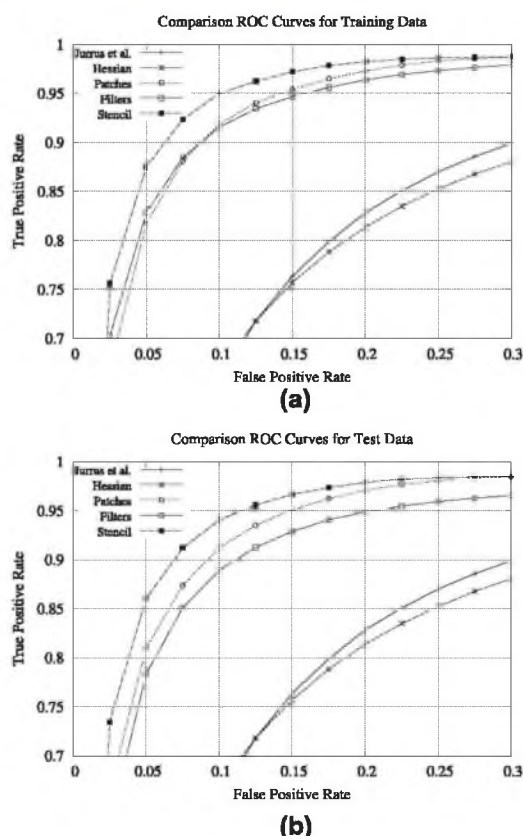 Comparison ROC Curves for Training Data
1
0.95
0.9
0.85
0.8
0.75
0.7
True Positive Rate
Jurrus et al.
Hessian
Patches
Filters
Stencil
0 0.05 0.1 0.15 0.2 0.25 0.3
False Positive Rate
(a)
Comparison ROC Curves for Test Data
1
0.95
0.9
0.85
0.8
0.75
0.7
True Positive Rate
Jurrus et al.
Hessian
Patches
Filters
Stencil
0 0.05 0.1 0.15 0.2 0.25 0.3
False Positive Rate
(b)